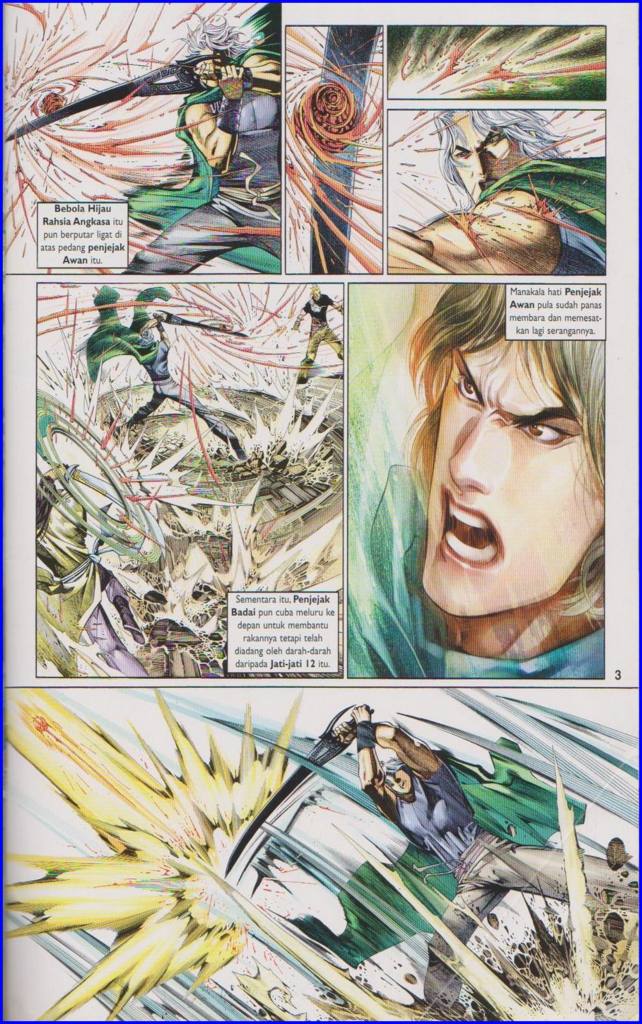 Bebola Hijau
Rahsia Angkasa itu
pun berputar ligat di
atas pedang penjejak
Awan itu.
Manakala hati Penjejak
Awan pula sudah panas
membara dan memesat-
kan lagi serangannya.
Sementara itu, Penjejak
Badai pun cuba meluru ke
depan untuk membantu
rakannya tetapi telah
diadang oleh darah-darah
daripada Jati-jati 12 itu.
3